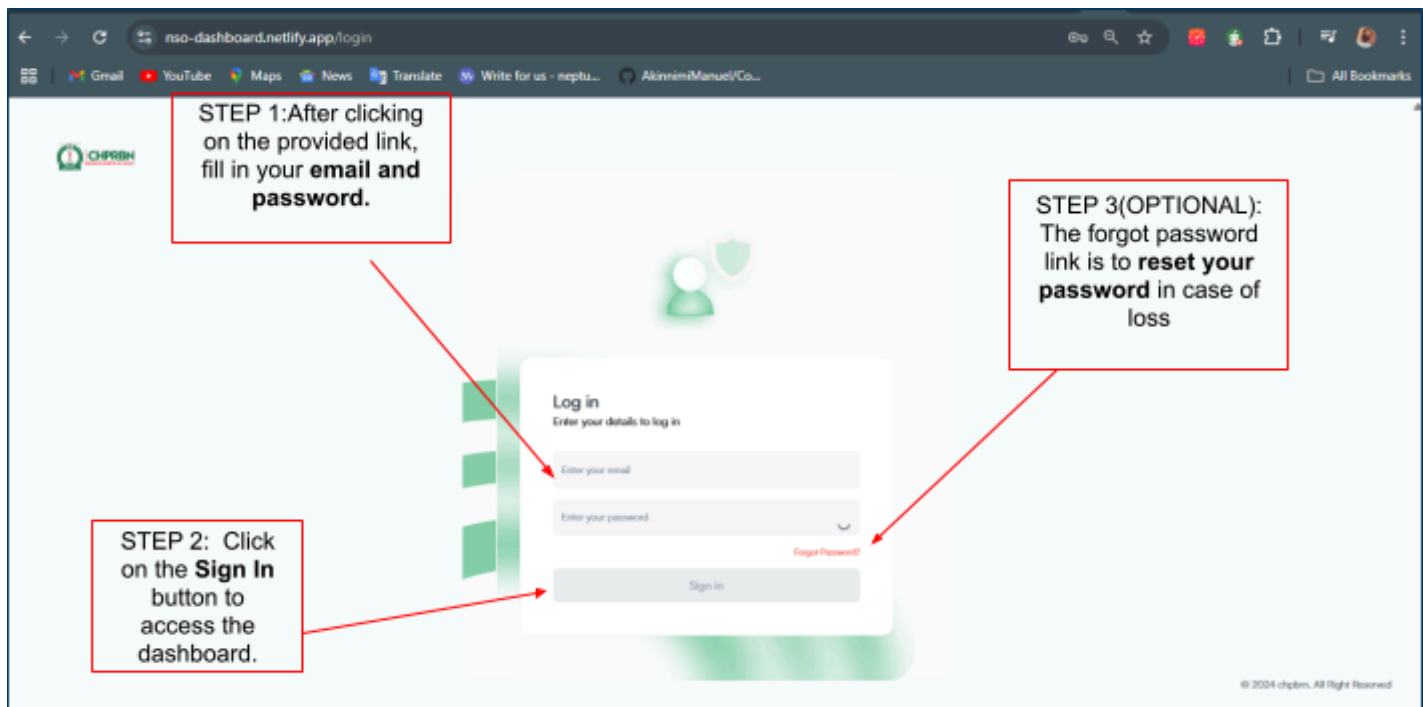 nso-dashboard.netlify.app/login
Gmail YouTube Maps News Translate Write for us - neptu... AkinnimiManuel/Co... All Bookmarks
CHPRBN
STEP 1:After clicking
on the provided link,
fill in your email and
password.
STEP 3(OPTIONAL):
The forgot password
link is to reset your
password in case of
loss
Log in
Enter your details to log in
Enter your email
Enter your password
Forgot Password?
Sign in
STEP 2: Click
on the Sign In
button to
access the
dashboard.
© 2024 chpbrn. All Right Reserved